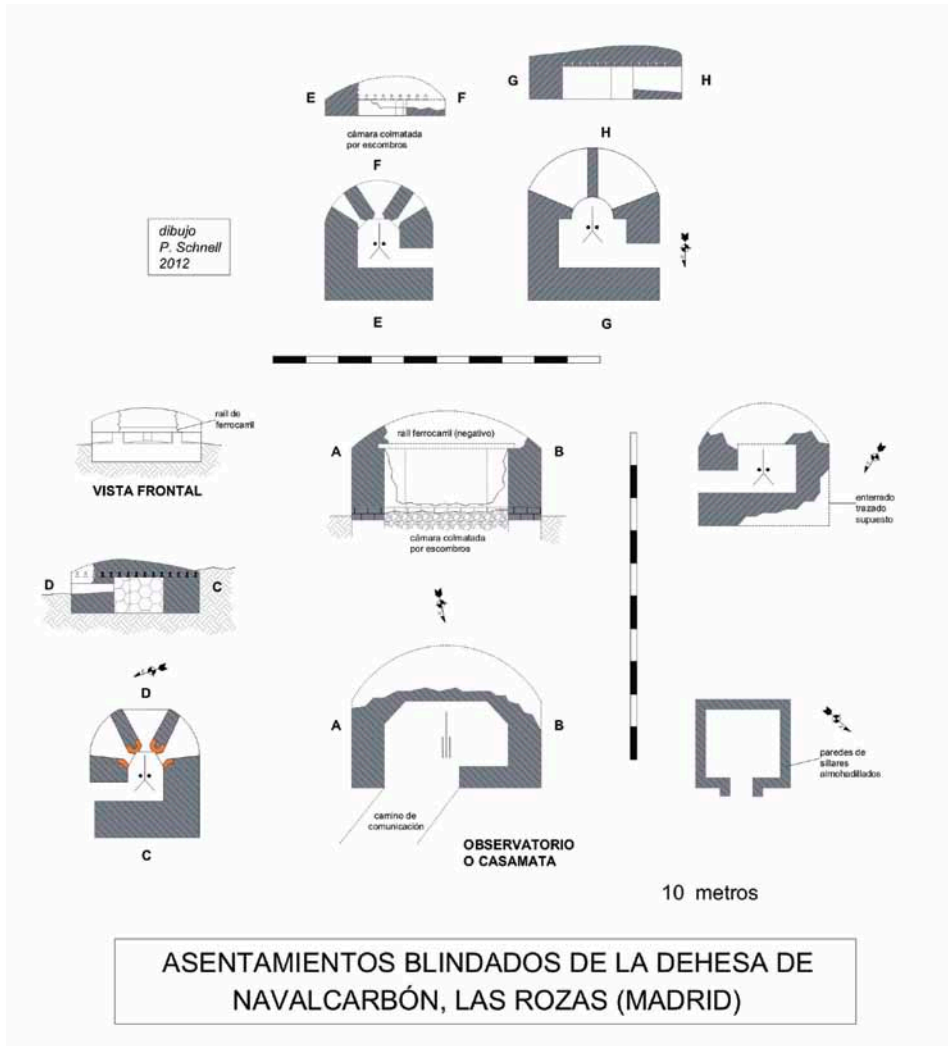 G
H
E
F
cámara colmatada
por escombros
H
F
dibujo
P. Schnell
2012
E
G
rail de
ferrocarril
VISTA FRONTAL
A
rail ferrocarril (negativo)
B
cámara colmatada
por escombros
enterrado
trazado
supuesto
D
C
D
A
B
C
camino de
comunicación
OBSERVATORIO
O CASAMATA
paredes de
sillares
almohadillados
10 metros
ASENTAMIENTOS BLINDADOS DE LA DEHESA DE
NAVALCARBÓN, LAS ROZAS (MADRID)